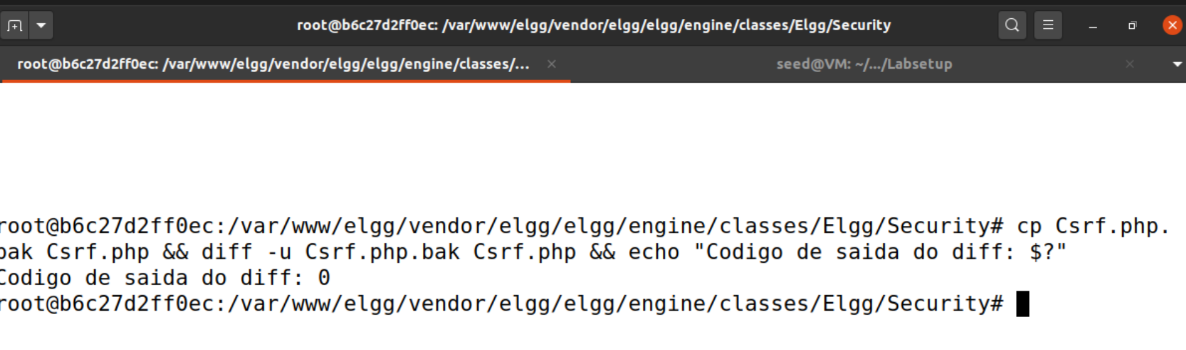 root@b6c27d2ff0ec: /var/www/elgg/vendor/elgg/elgg/engine/classes/Elgg/Security
root@b6c27d2ff0ec: /var/www/elgg/vendor/elgg/elgg/engine/classes/... × seed@VM: ~/.../Labsetup ×
root@b6c27d2ff0ec:/var/www/elgg/vendor/elgg/elgg/engine/classes/Elgg/Security# cp Csrf.php.
bak Csrf.php && diff -u Csrf.php.bak Csrf.php && echo "Codigo de saida do diff: $?"
Codigo de saida do diff: 0
root@b6c27d2ff0ec:/var/www/elgg/vendor/elgg/elgg/engine/classes/Elgg/Security#